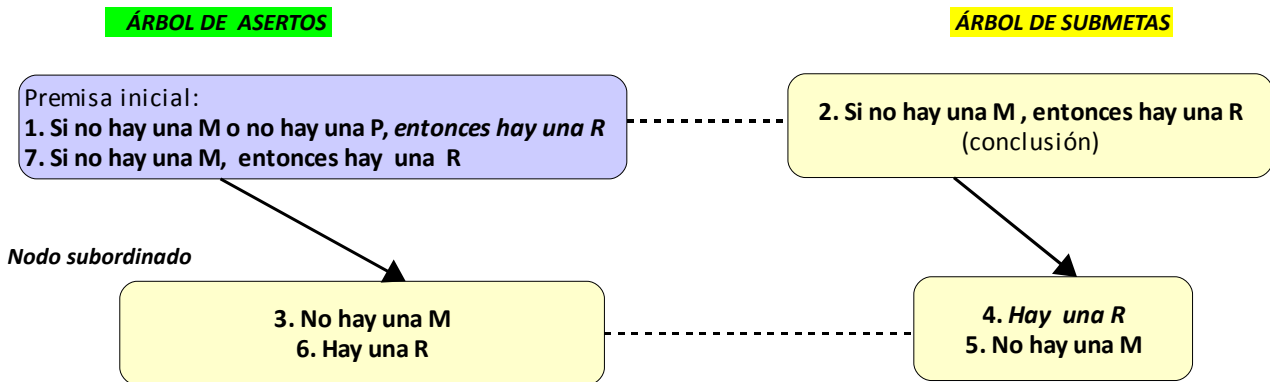 ÁRBOL DE ASERTOS
ÁRBOL DE SUBMETAS
Premisa inicial:
1. Si no hay una M o no hay una P, entonces hay una R
7. Si no hay una M, entonces hay una R
2. Si no hay una M , entonces hay una R
(conclusión)
Nodo subordinado
3. No hay una M
6. Hay una R
4. Hay una R
5. No hay una M